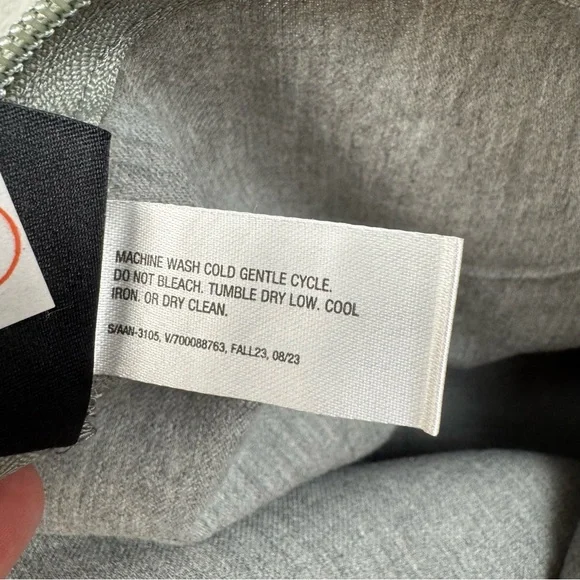 MACHINE WASH COLD GENTLE CYCLE.
DO NOT BLEACH. TUMBLE DRY LOW. COOL
IRON. OR DRY CLEAN.
S/AAN-3105, V/700088763, FALL23, 08/23